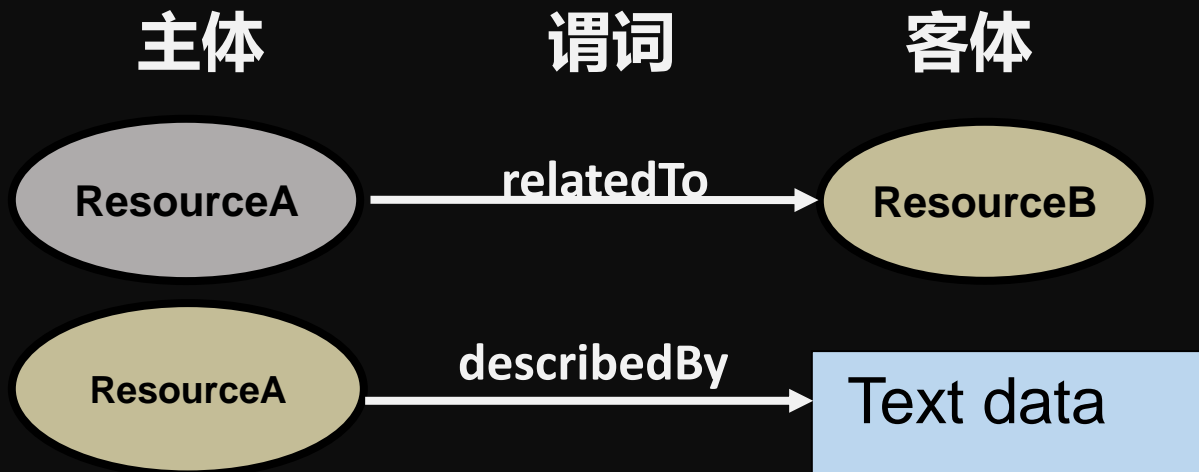 主体 谓词 客体
ResourceA relatedTo ResourceB
ResourceA describedBy Text data